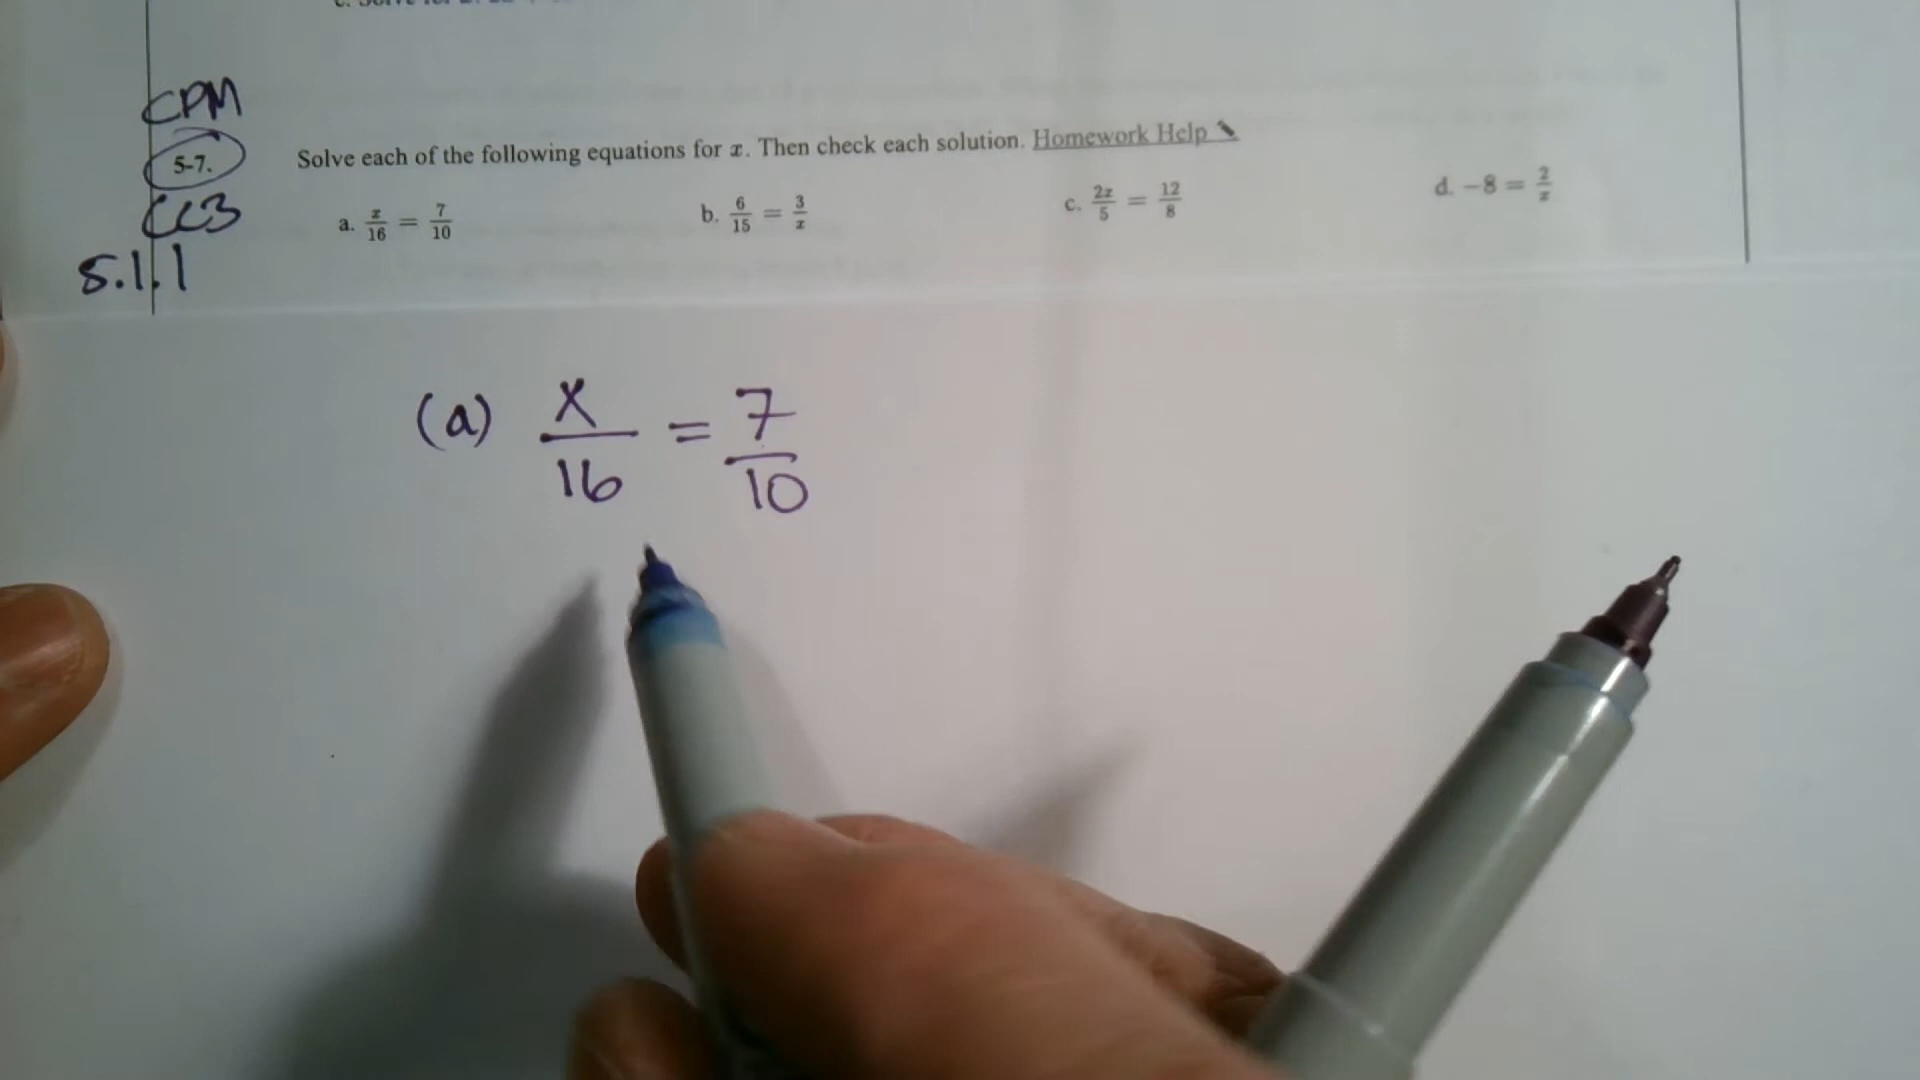 CPM
5-7. Solve each of the following equations for x. Then check each solution. Homework Help ✎
CC3
a. x/16 = 7/10 b. 6/15 = 3/x c. 2x/5 = 12/8 d. −8 = 2/x
5.1.1
(a) x/16 = 7/10